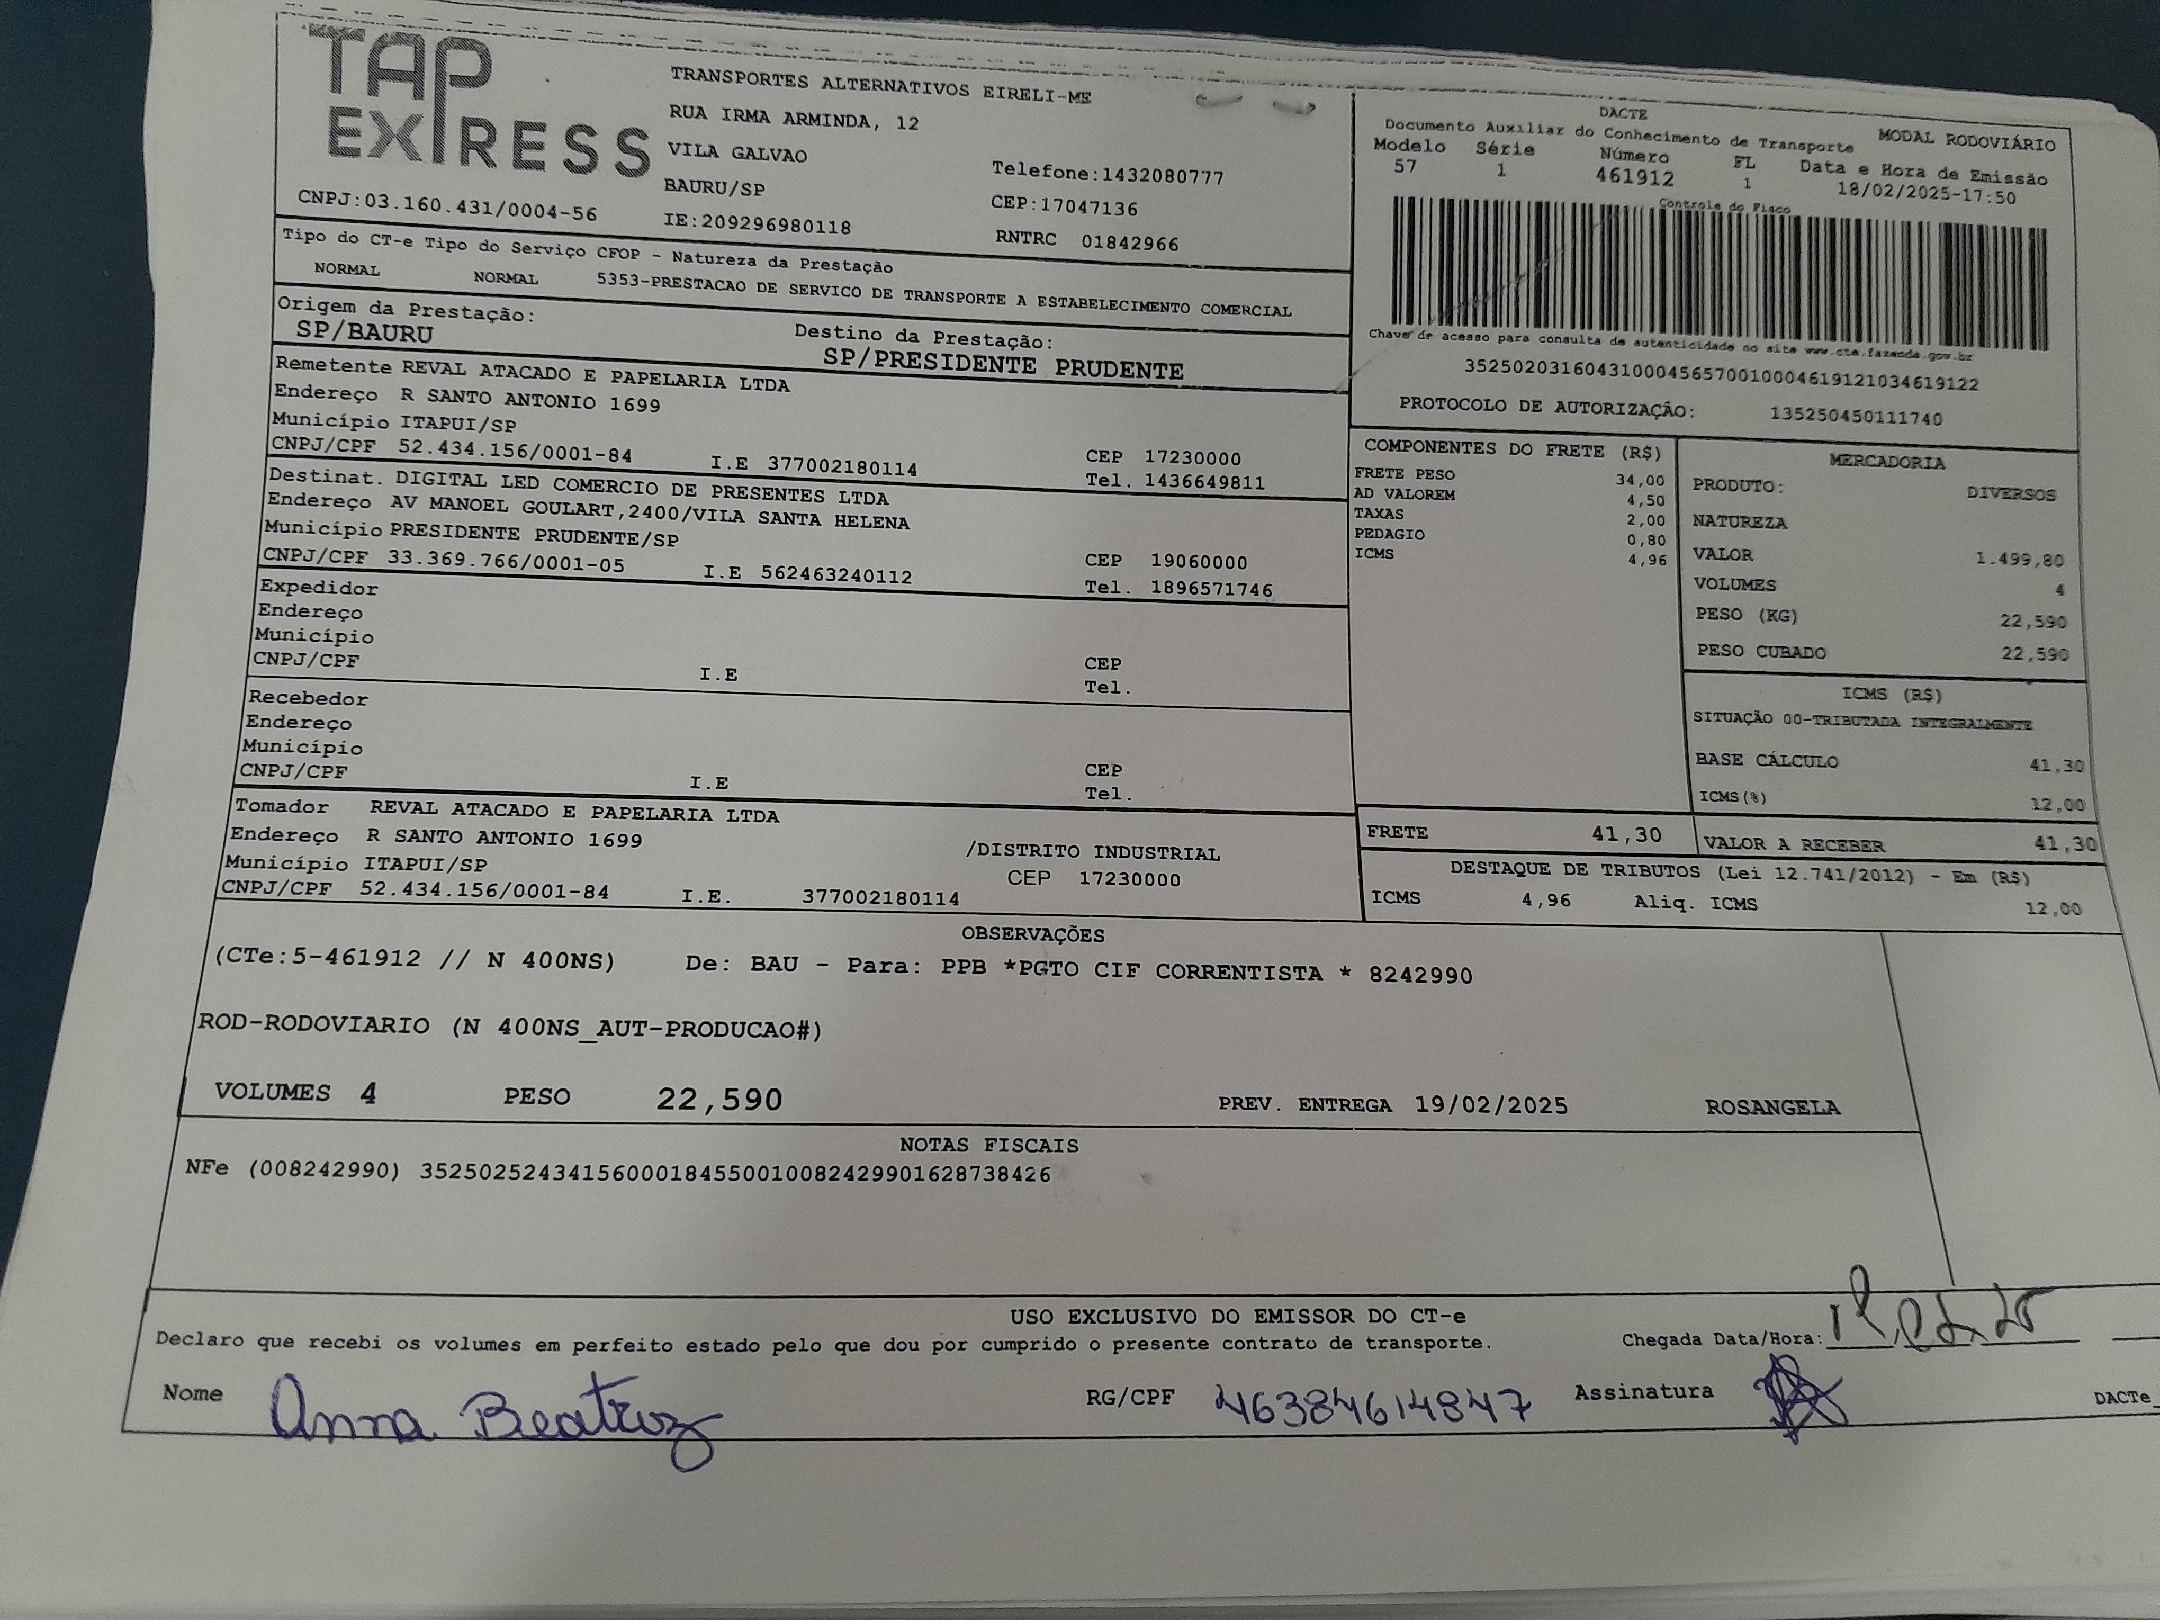 TAP EXPRESS
TRANSPORTES ALTERNATIVOS EIRELI-ME
RUA IRMA ARMINDA, 12
VILA GALVAO
Telefone:1432080777
BAURU/SP
CEP:17047136
CNPJ:03.160.431/0004-56
IE:209296980118
RNTRC 01842966
DACTE
Documento Auxiliar do Conhecimento de Transporte
MODAL RODOVIÁRIO
Modelo Série Número FL Data e Hora de Emissão
57 1 461912 1 18/02/2025-17:50
Controle do Fisco
Chave de acesso para consulta de autenticidade no site www.cte.fazenda.gov.br
35250203160431000456570010004619121034619122
PROTOCOLO DE AUTORIZAÇÃO: 135250450111740
Tipo do CT-e Tipo do Serviço CFOP - Natureza da Prestação
NORMAL NORMAL 5353-PRESTACAO DE SERVICO DE TRANSPORTE A ESTABELECIMENTO COMERCIAL
Origem da Prestação: Destino da Prestação:
SP/BAURU SP/PRESIDENTE PRUDENTE
Remetente REVAL ATACADO E PAPELARIA LTDA
Endereço R SANTO ANTONIO 1699
Município ITAPUI/SP CEP 17230000
CNPJ/CPF 52.434.156/0001-84 I.E 377002180114 Tel. 1436649811
Destinat. DIGITAL LED COMERCIO DE PRESENTES LTDA
Endereço AV MANOEL GOULART,2400/VILA SANTA HELENA
Município PRESIDENTE PRUDENTE/SP CEP 19060000
CNPJ/CPF 33.369.766/0001-05 I.E 562463240112 Tel. 1896571746
Expedidor
Endereço
Município CEP
CNPJ/CPF I.E Tel.
Recebedor
Endereço
Município CEP
CNPJ/CPF I.E Tel.
Tomador REVAL ATACADO E PAPELARIA LTDA
Endereço R SANTO ANTONIO 1699 /DISTRITO INDUSTRIAL
Município ITAPUI/SP CEP 17230000
CNPJ/CPF 52.434.156/0001-84 I.E. 377002180114
COMPONENTES DO FRETE (R$)
FRETE PESO 34,00
AD VALOREM 4,50
TAXAS 2,00
PEDAGIO 0,80
ICMS 4,96
MERCADORIA
PRODUTO: DIVERSOS
NATUREZA
VALOR 1.499,80
VOLUMES 4
PESO (KG) 22,590
PESO CUBADO 22,590
ICMS (R$)
SITUAÇÃO 00-TRIBUTADA INTEGRALMENTE
BASE CÁLCULO 41,30
ICMS(%) 12,00
FRETE 41,30 VALOR A RECEBER 41,30
DESTAQUE DE TRIBUTOS (Lei 12.741/2012) - Em (R$)
ICMS 4,96 Aliq. ICMS 12,00
OBSERVAÇÕES
(CTe:5-461912 // N 400NS) De: BAU - Para: PPB *PGTO CIF CORRENTISTA * 8242990
ROD-RODOVIARIO (N 400NS_AUT-PRODUCAO#)
VOLUMES 4 PESO 22,590 PREV. ENTREGA 19/02/2025 ROSANGELA
NOTAS FISCAIS
NFe (008242990) 35250252434156000184550010082429901628738426
USO EXCLUSIVO DO EMISSOR DO CT-e
Declaro que recebi os volumes em perfeito estado pelo que dou por cumprido o presente contrato de transporte. Chegada Data/Hora: 19 02 25
Nome Anna Beatriz RG/CPF 46384614847 Assinatura
DACTe_